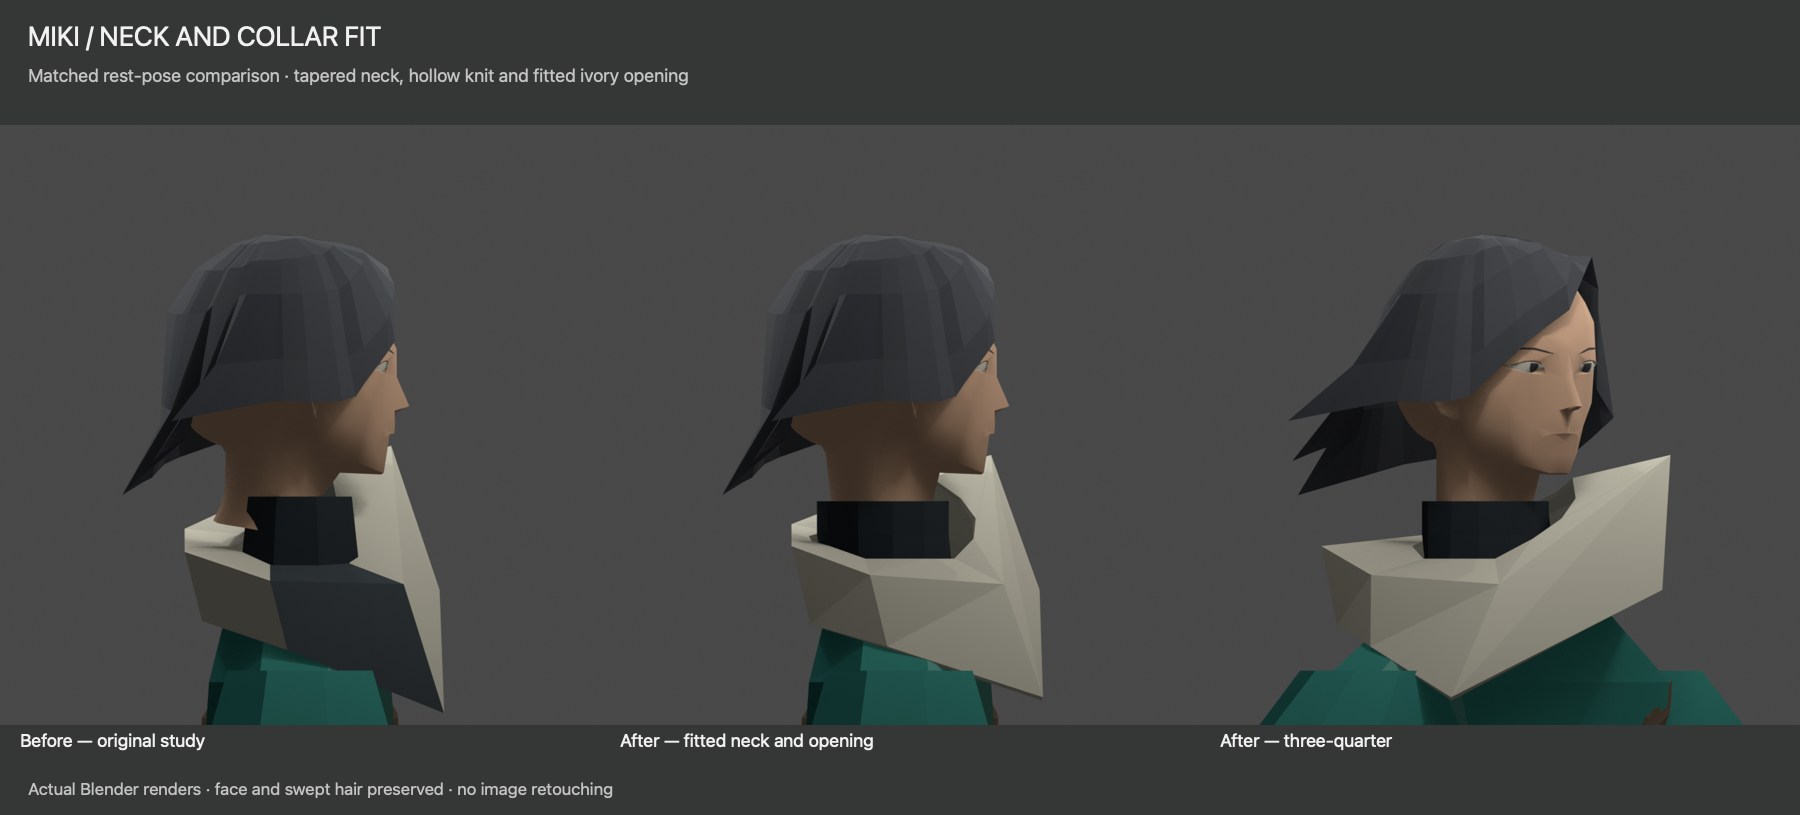 MIKI / NECK AND COLLAR FIT
Matched rest-pose comparison · tapered neck, hollow knit and fitted ivory opening
Before — original study
After — fitted neck and opening
After — three-quarter
Actual Blender renders · face and swept hair preserved · no image retouching